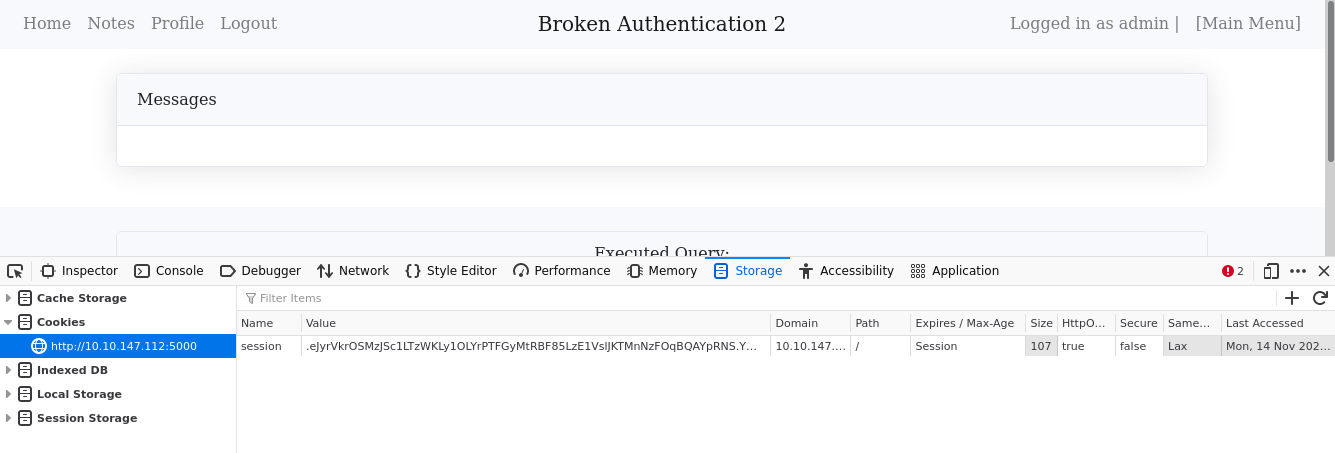 Home Notes Profile Logout Broken Authentication 2 Logged in as admin | [Main Menu]
Messages
Executed Query:
Inspector Console Debugger Network Style Editor Performance Memory Storage Accessibility Application 2
Cache Storage Filter Items
Cookies Name Value Domain Path Expires / Max-Age Size HttpO... Secure Same... Last Accessed
http://10.10.147.112:5000 session 10.10.147.... / Session 107 true false Lax Mon, 14 Nov 202...
Indexed DB
Local Storage
Session Storage